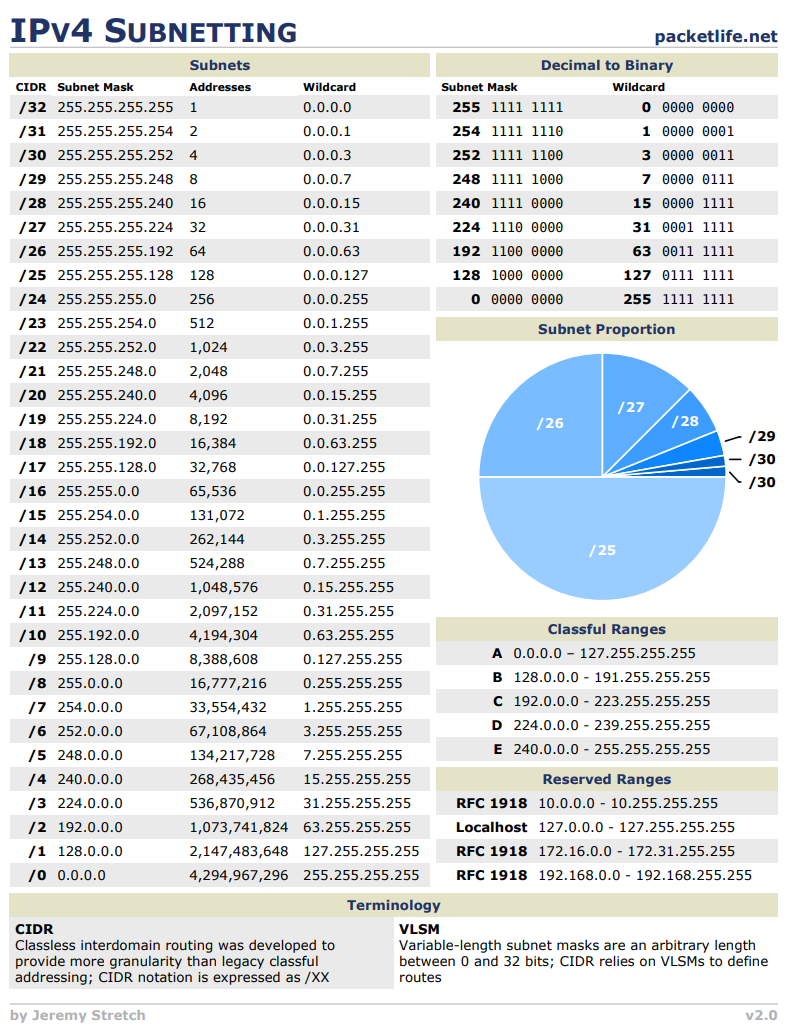 IPv4 Subnetting
packetlife.net
Subnets
CIDR Subnet Mask Addresses Wildcard
/32 255.255.255.255 1 0.0.0.0
/31 255.255.255.254 2 0.0.0.1
/30 255.255.255.252 4 0.0.0.3
/29 255.255.255.248 8 0.0.0.7
/28 255.255.255.240 16 0.0.0.15
/27 255.255.255.224 32 0.0.0.31
/26 255.255.255.192 64 0.0.0.63
/25 255.255.255.128 128 0.0.0.127
/24 255.255.255.0 256 0.0.0.255
/23 255.255.254.0 512 0.0.1.255
/22 255.255.252.0 1,024 0.0.3.255
/21 255.255.248.0 2,048 0.0.7.255
/20 255.255.240.0 4,096 0.0.15.255
/19 255.255.224.0 8,192 0.0.31.255
/18 255.255.192.0 16,384 0.0.63.255
/17 255.255.128.0 32,768 0.0.127.255
/16 255.255.0.0 65,536 0.0.255.255
/15 255.254.0.0 131,072 0.1.255.255
/14 255.252.0.0 262,144 0.3.255.255
/13 255.248.0.0 524,288 0.7.255.255
/12 255.240.0.0 1,048,576 0.15.255.255
/11 255.224.0.0 2,097,152 0.31.255.255
/10 255.192.0.0 4,194,304 0.63.255.255
/9 255.128.0.0 8,388,608 0.127.255.255
/8 255.0.0.0 16,777,216 0.255.255.255
/7 254.0.0.0 33,554,432 1.255.255.255
/6 252.0.0.0 67,108,864 3.255.255.255
/5 248.0.0.0 134,217,728 7.255.255.255
/4 240.0.0.0 268,435,456 15.255.255.255
/3 224.0.0.0 536,870,912 31.255.255.255
/2 192.0.0.0 1,073,741,824 63.255.255.255
/1 128.0.0.0 2,147,483,648 127.255.255.255
/0 0.0.0.0 4,294,967,296 255.255.255.255
Decimal to Binary
Subnet Mask Wildcard
255 1111 1111 0 0000 0000
254 1111 1110 1 0000 0001
252 1111 1100 3 0000 0011
248 1111 1000 7 0000 0111
240 1111 0000 15 0000 1111
224 1110 0000 31 0001 1111
192 1100 0000 63 0011 1111
128 1000 0000 127 0111 1111
0 0000 0000 255 1111 1111
Subnet Proportion
/26
/27
/28
/29
/30
/30
/25
Classful Ranges
A 0.0.0.0 – 127.255.255.255
B 128.0.0.0 - 191.255.255.255
C 192.0.0.0 - 223.255.255.255
D 224.0.0.0 - 239.255.255.255
E 240.0.0.0 - 255.255.255.255
Reserved Ranges
RFC 1918 10.0.0.0 - 10.255.255.255
Localhost 127.0.0.0 - 127.255.255.255
RFC 1918 172.16.0.0 - 172.31.255.255
RFC 1918 192.168.0.0 - 192.168.255.255
Terminology
CIDR
Classless interdomain routing was developed to
provide more granularity than legacy classful
addressing; CIDR notation is expressed as /XX
VLSM
Variable-length subnet masks are an arbitrary length
between 0 and 32 bits; CIDR relies on VLSMs to define
routes
by Jeremy Stretch
v2.0